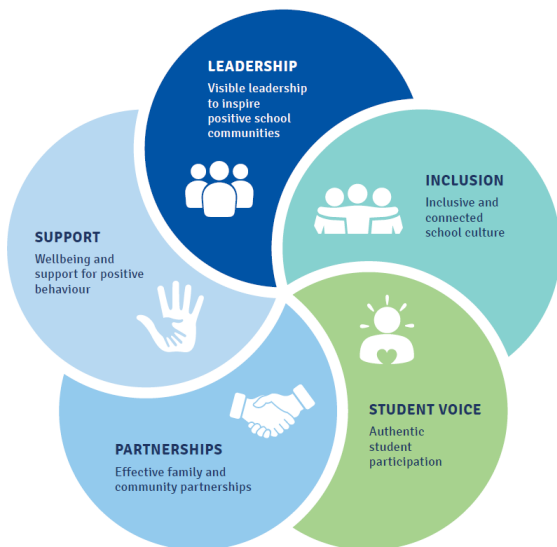 LEADERSHIP
Visible leadership
to inspire
positive school
communities
INCLUSION
Inclusive and
connected
school culture
STUDENT VOICE
Authentic
student
participation
PARTNERSHIPS
Effective family and
community partnerships
SUPPORT
Wellbeing and
support for positive
behaviour